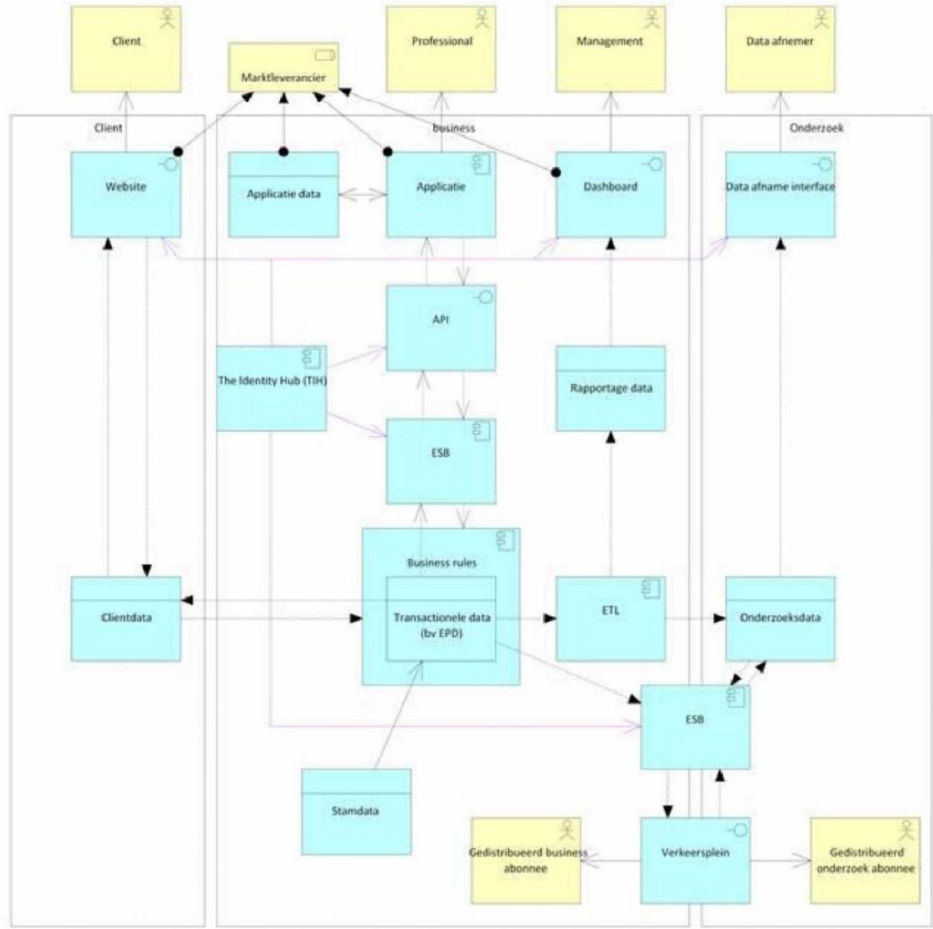 Client
Marktleverancier
Professional
Management
Data afnemer
Client
business
Onderzoek
Website
Applicatie data
Applicatie
Dashboard
Data afname interface
API
The Identity Hub (TIH)
Rapportage data
ESB
Business rules
Clientdata
Transactionele data
(bv EPD)
ETL
Onderzoeksdata
ESB
Stamdata
Gedistribueerd business
abonnee
Verkeersplein
Gedistribueerd
onderzoek abonnee